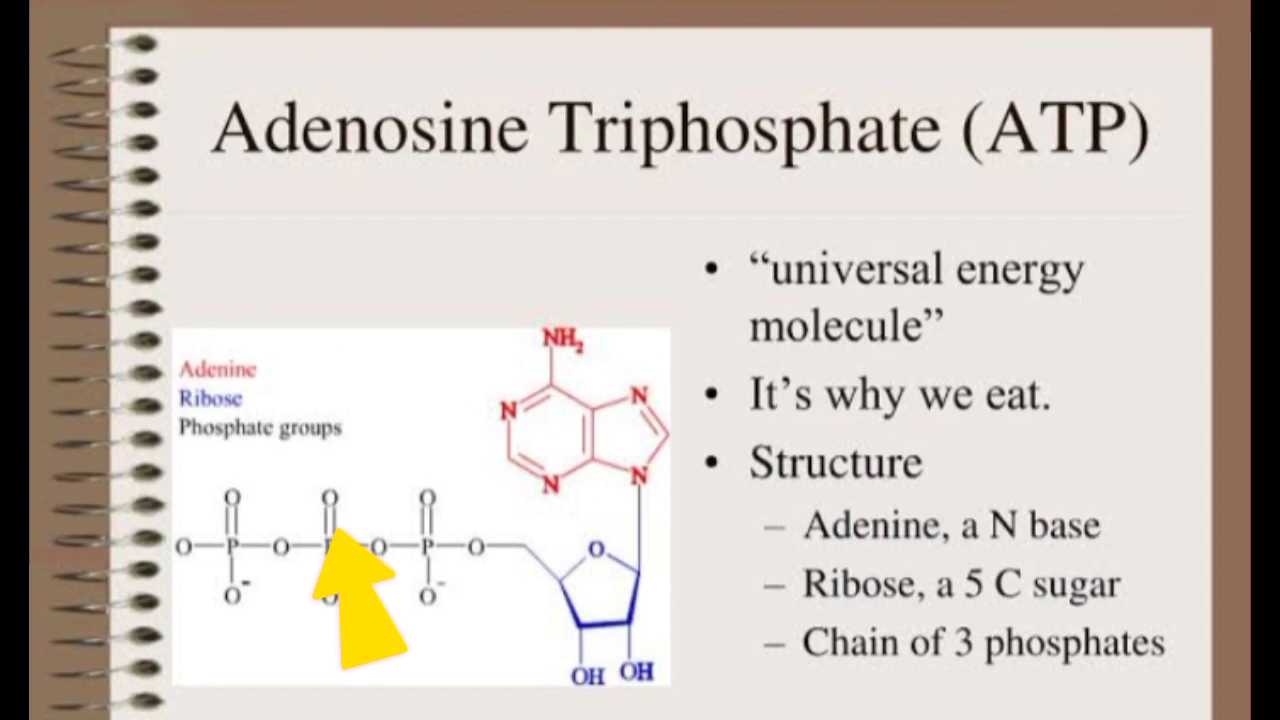 Adenosine Triphosphate (ATP)
• “universal energy
molecule”
• It’s why we eat.
• Structure
– Adenine, a N base
– Ribose, a 5 C sugar
– Chain of 3 phosphates
Adenine
Ribose
Phosphate groups
NH₂
N
N
N
N
O O O
O P O O P O
O
O⁻ O⁻
OH OH